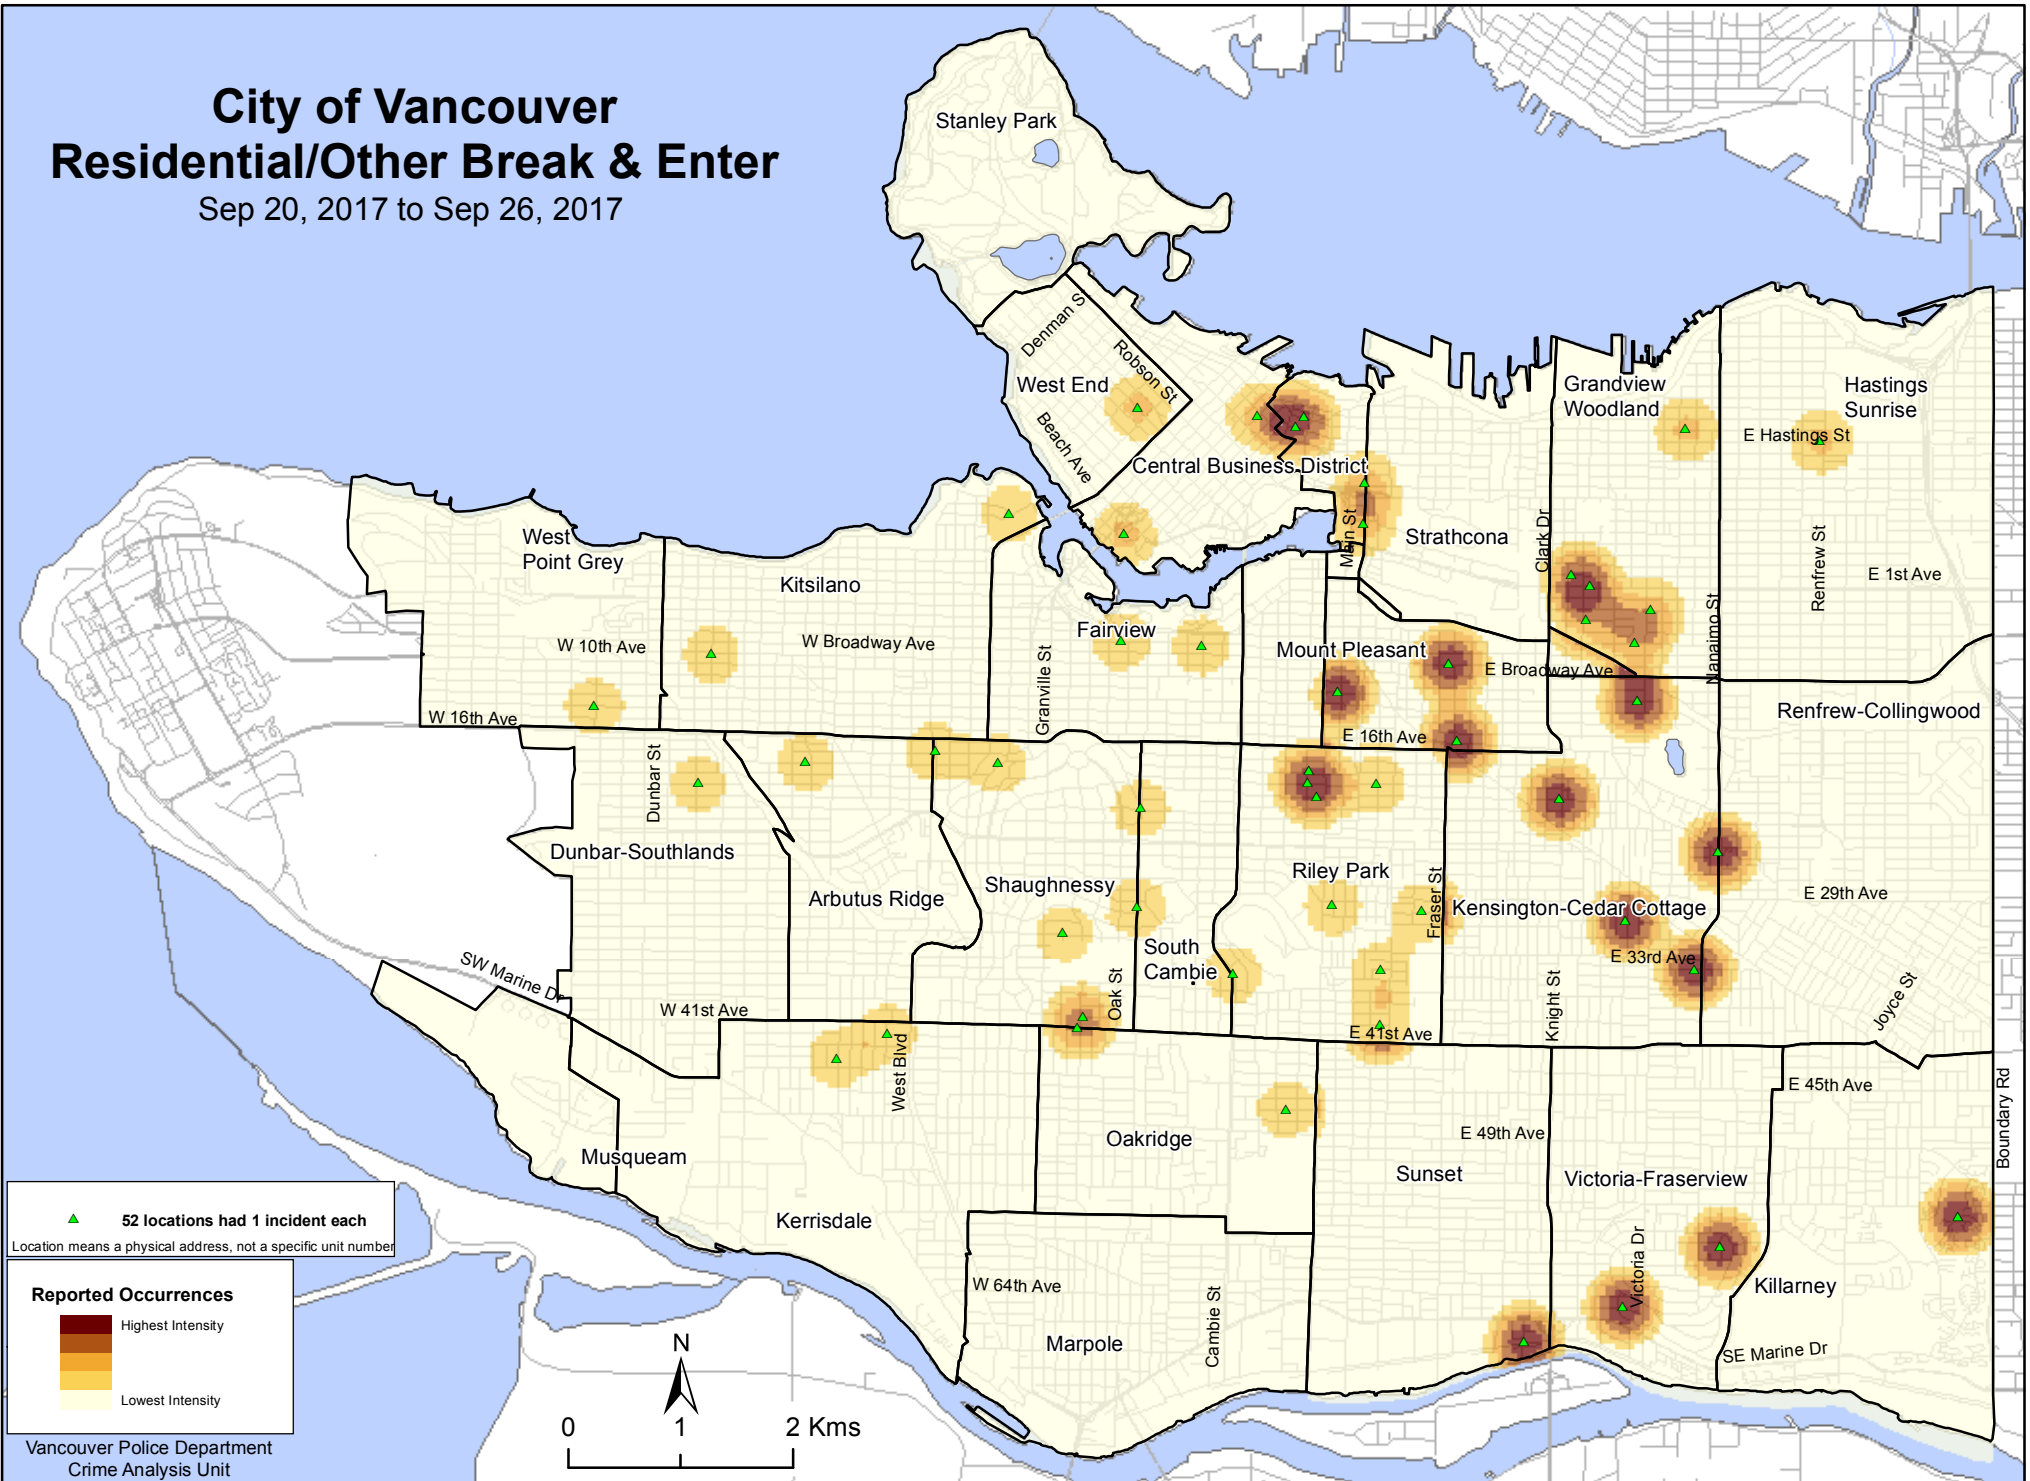 City of Vancouver
Residential/Other Break & Enter
Sep 20, 2017 to Sep 26, 2017
Stanley Park
Denman St
Robson St
West End
Beach Ave
Central Business District
Grandview
Woodland
Hastings
Sunrise
E Hastings St
West
Point Grey
Kitsilano
Main St
Strathcona
Clark Dr
Renfrew St
E 1st Ave
Nanaimo St
W 10th Ave
W Broadway Ave
Fairview
Granville St
Mount Pleasant
E Broadway Ave
W 16th Ave
E 16th Ave
Renfrew-Collingwood
Dunbar St
Dunbar-Southlands
Arbutus Ridge
Shaughnessy
Riley Park
Fraser St
Kensington-Cedar Cottage
E 29th Ave
South
Cambie
E 33rd Ave
SW Marine Dr
W 41st Ave
Oak St
E 41st Ave
Knight St
Joyce St
West Blvd
E 45th Ave
Boundary Rd
Oakridge
E 49th Ave
Musqueam
Sunset
Victoria-Fraserview
Kerrisdale
Victoria Dr
W 64th Ave
Killarney
Marpole
Cambie St
SE Marine Dr
52 locations had 1 incident each
Location means a physical address, not a specific unit number
Reported Occurrences
Highest Intensity
Lowest Intensity
Vancouver Police Department
Crime Analysis Unit
N
0 1 2 Kms